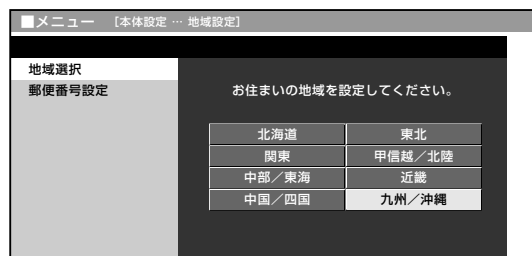 ■メニュー [本体設定 … 地域設定]
地域選択
郵便番号設定
お住まいの地域を設定してください。
北海道 東北
関東 甲信越／北陸
中部／東海 近畿
中国／四国 九州／沖縄